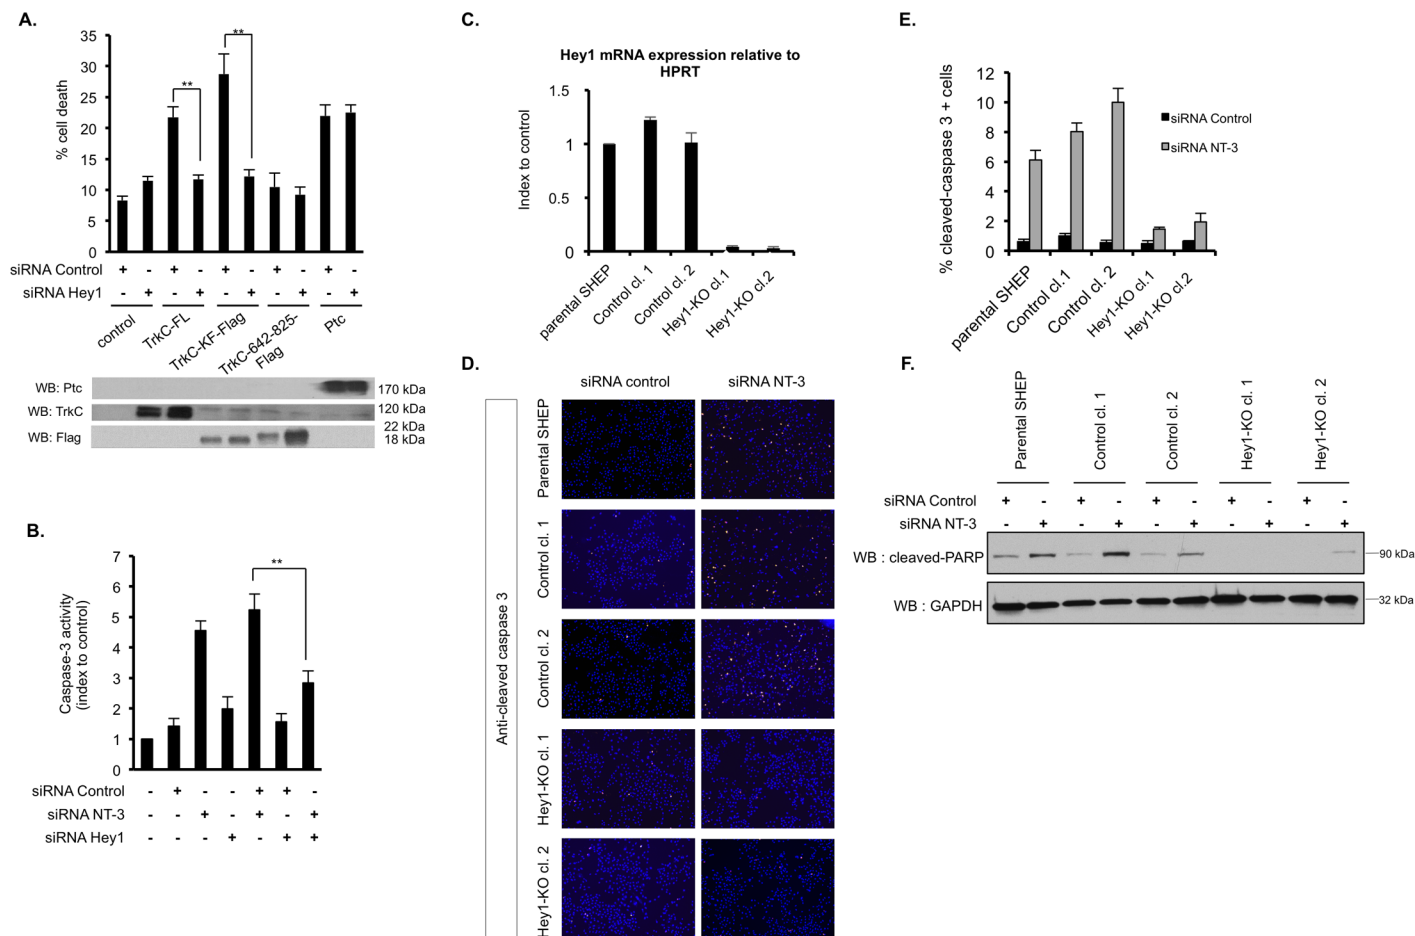 A.
% cell death
40
35
30
25
20
15
10
5
0
**
**
siRNA Control + - + - + - + - + -
siRNA Hey1 - + - + - + - + - +
control
TrkC-FL
TrkC-KF-Flag
TrkC-642-825-
Flag
Ptc
WB: Ptc
170 kDa
WB: TrkC
120 kDa
WB: Flag
22 kDa
18 kDa
B.
Caspase-3 activity
(index to control)
7
6
5
4
3
2
1
0
**
siRNA Control - + - - + + -
siRNA NT-3 - - + - + - +
siRNA Hey1 - - - + - + +
C.
Hey1 mRNA expression relative to
HPRT
Index to control
1.5
1
0.5
0
parental SHEP
Control cl. 1
Control cl. 2
Hey1-KO cl.1
Hey1-KO cl.2
D.
siRNA control
siRNA NT-3
Anti-cleaved caspase 3
Parental SHEP
Control cl. 1
Control cl. 2
Hey1-KO cl. 1
Hey1-KO cl. 2
E.
% cleaved-caspase 3 + cells
12
10
8
6
4
2
0
siRNA Control
siRNA NT-3
parental SHEP
Control cl.1
Control cl. 2
Hey1-KO cl.1
Hey1-KO cl.2
F.
Parental SHEP
Control cl. 1
Control cl. 2
Hey1-KO cl. 1
Hey1-KO cl. 2
siRNA Control + - + - + - + - + -
siRNA NT-3 - + - + - + - + - +
WB : cleaved-PARP
90 kDa
WB : GAPDH
32 kDa